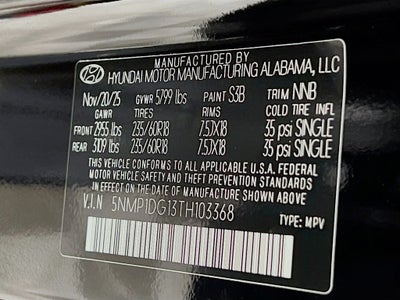 MANUFACTURED BY
HYUNDAI MOTOR MANUFACTURING ALABAMA, LLC
Nov/20/25 GVWR 5799 lbs PAINT S3B TRIM NNB
GAWR TIRES RIMS COLD TIRE INFL
FRONT 2955 lbs 235/60R18 7.5JX18 35 psi SINGLE
REAR 3109 lbs 235/60R18 7.5JX18 35 psi SINGLE
THIS VEHICLE CONFORMS TO ALL APPLICABLE U.S.A. FEDERAL
MOTOR VEHICLE SAFETY AND THEFT PREVENTION STANDARDS
IN EFFECT ON THE DATE OF MANUFACTURE SHOWN ABOVE.
V.I.N 5NMP1DG13TH103368
TYPE: MPV